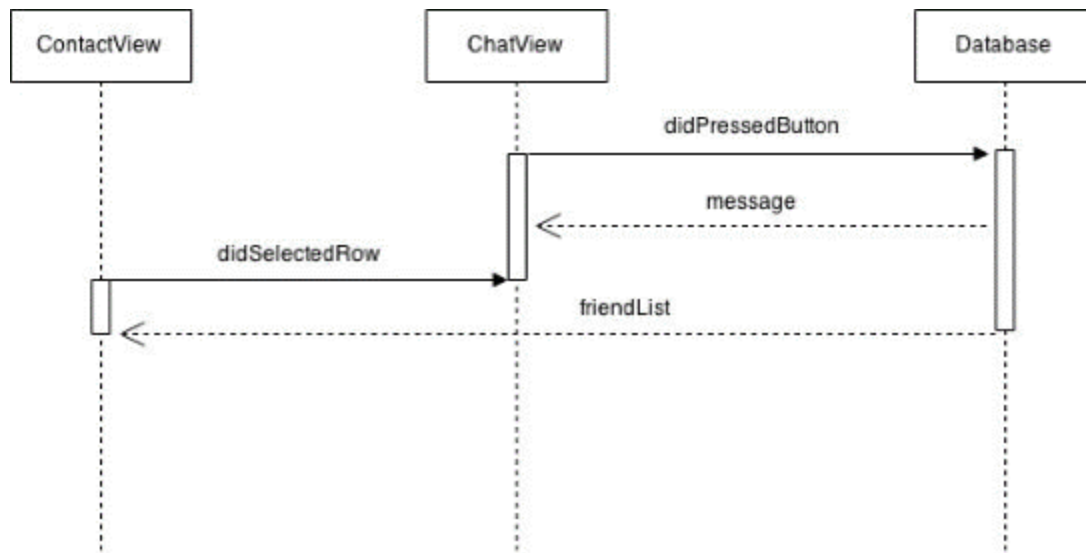 ContactView
ChatView
Database
didPressedButton
message
didSelectedRow
friendList